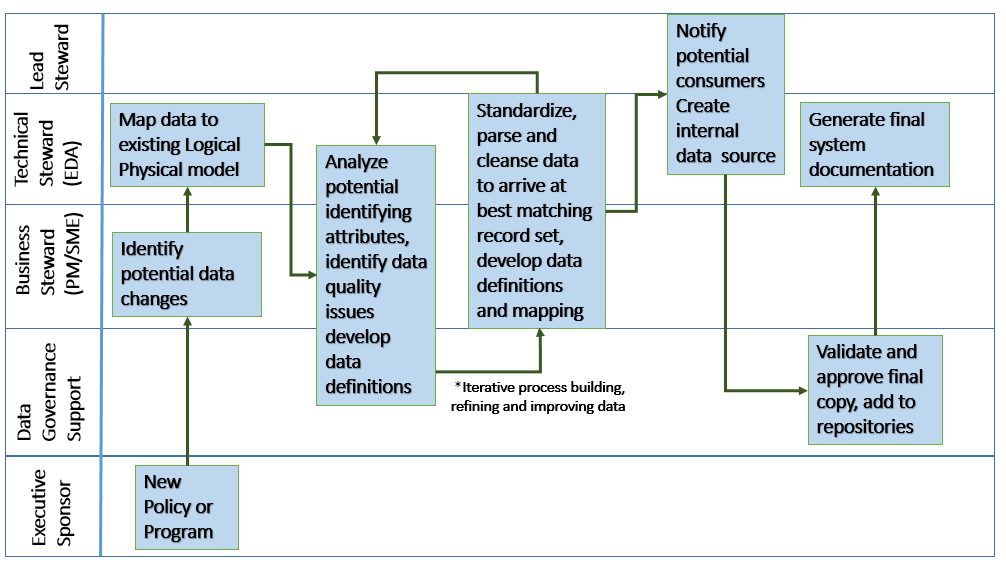 Lead
Steward
Technical
Steward
(EDA)
Business
Steward
(PM/SME)
Data
Governance
Support
Executive
Sponsor
New
Policy or
Program
Identify
potential data
changes
Map data to
existing Logical
Physical model
Analyze
potential
identifying
attributes,
identify data
quality
issues
develop
data
definitions
*Iterative process building,
refining and improving data
Standardize,
parse and
cleanse data
to arrive at
best matching
record set,
develop data
definitions
and mapping
Notify
potential
consumers
Create
internal
data source
Validate and
approve final
copy, add to
repositories
Generate final
system
documentation